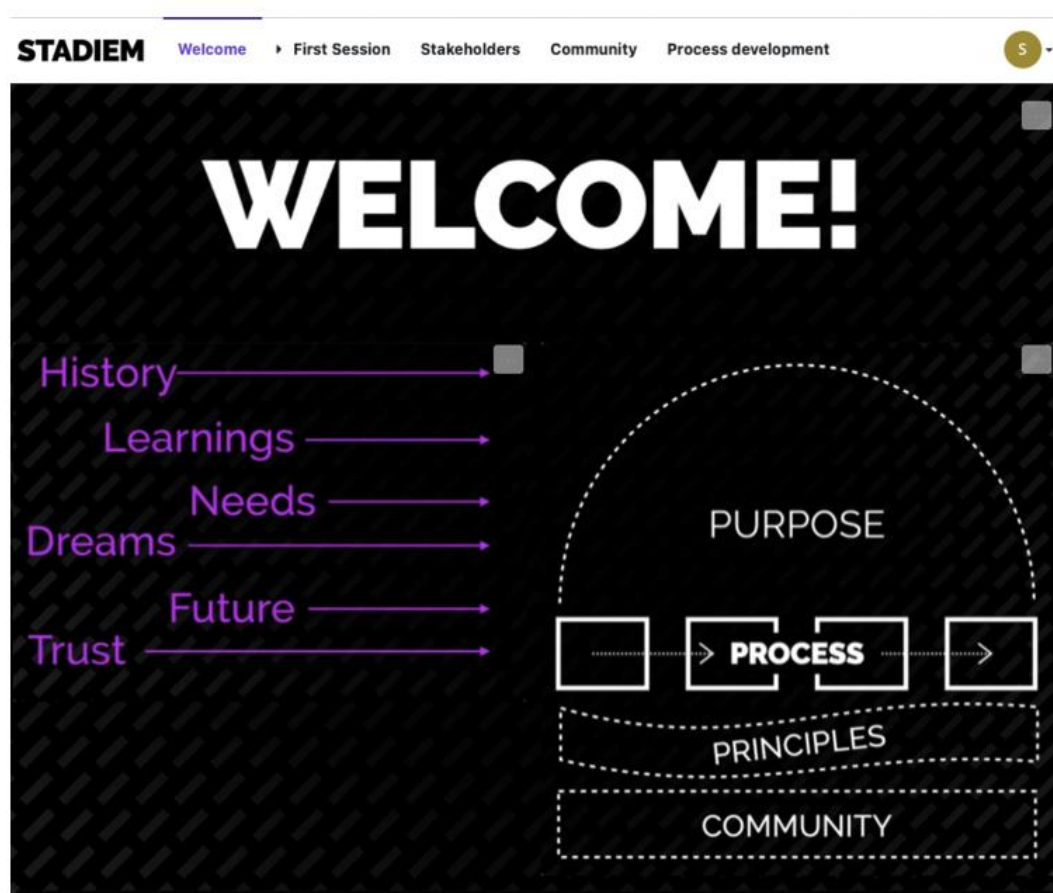 STADIEM Welcome First Session Stakeholders Community Process development S
WELCOME!
History
Learnings
Needs
Dreams
Future
Trust
PURPOSE
PROCESS
PRINCIPLES
COMMUNITY